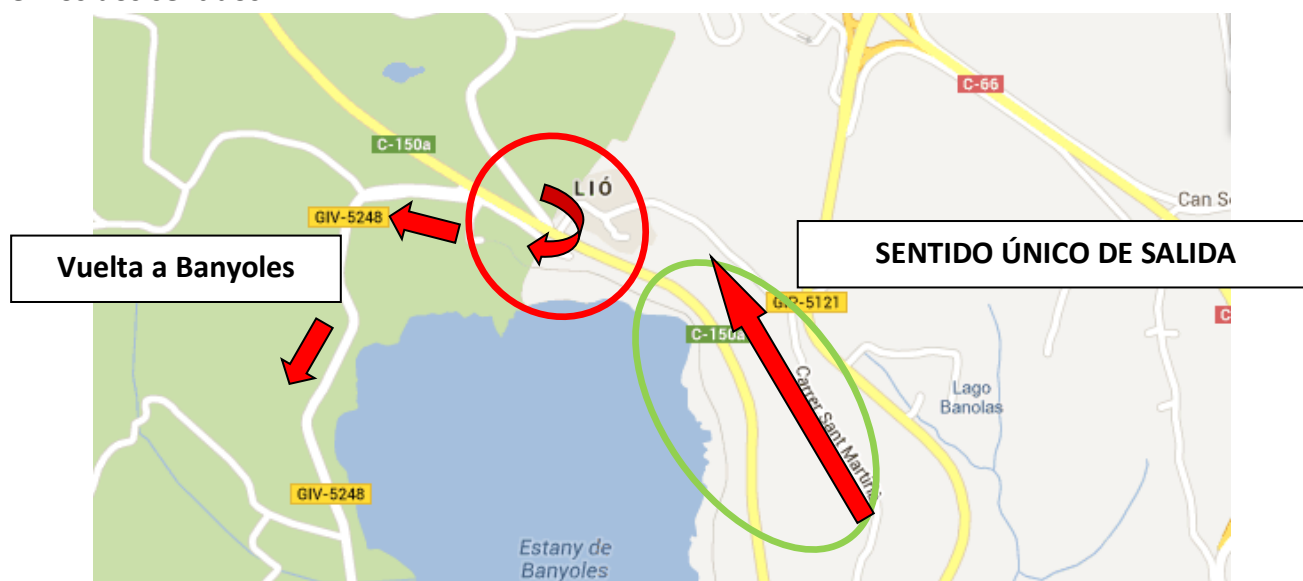 C-66
C-150a
LIÓ
Can S
GIV-5248
SENTIDO ÚNICO DE SALIDA
Vuelta a Banyoles
GIP-5121
C
C-150a
Carrer Sant Martirià
Lago
Banolas
GIV-5248
Estany de
Banyoles